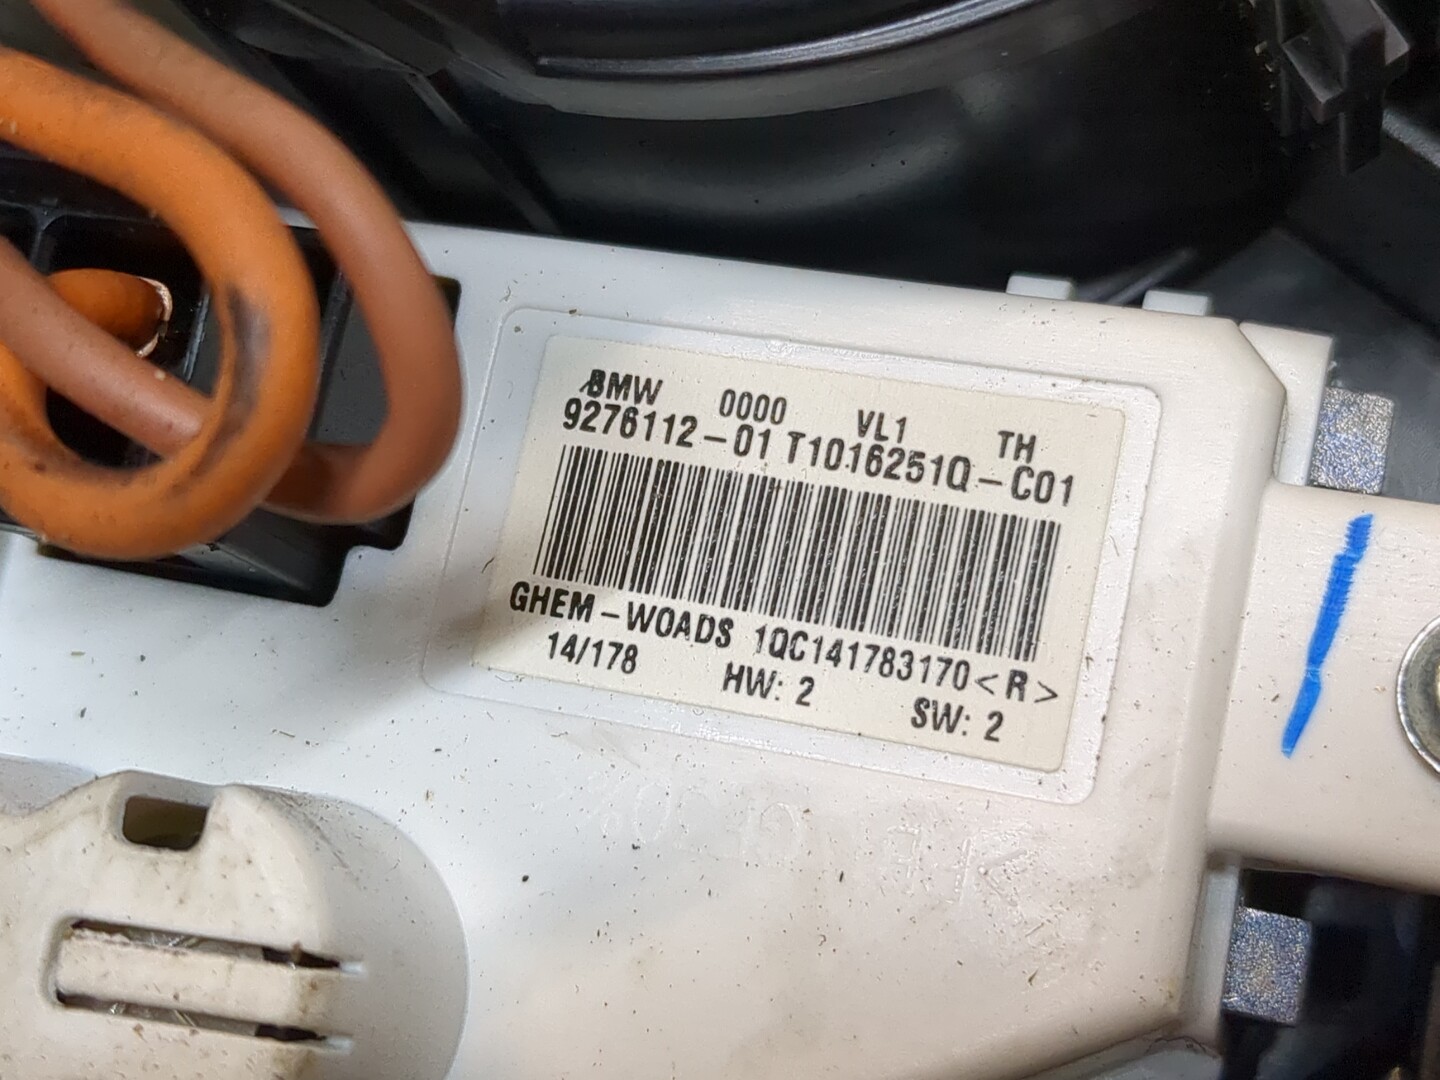 BMW 0000 VL1 TH
9276112-01 T1016251Q-C01
GHEM-WOADS 1QC141783170<R>
14/178 HW: 2 SW: 2